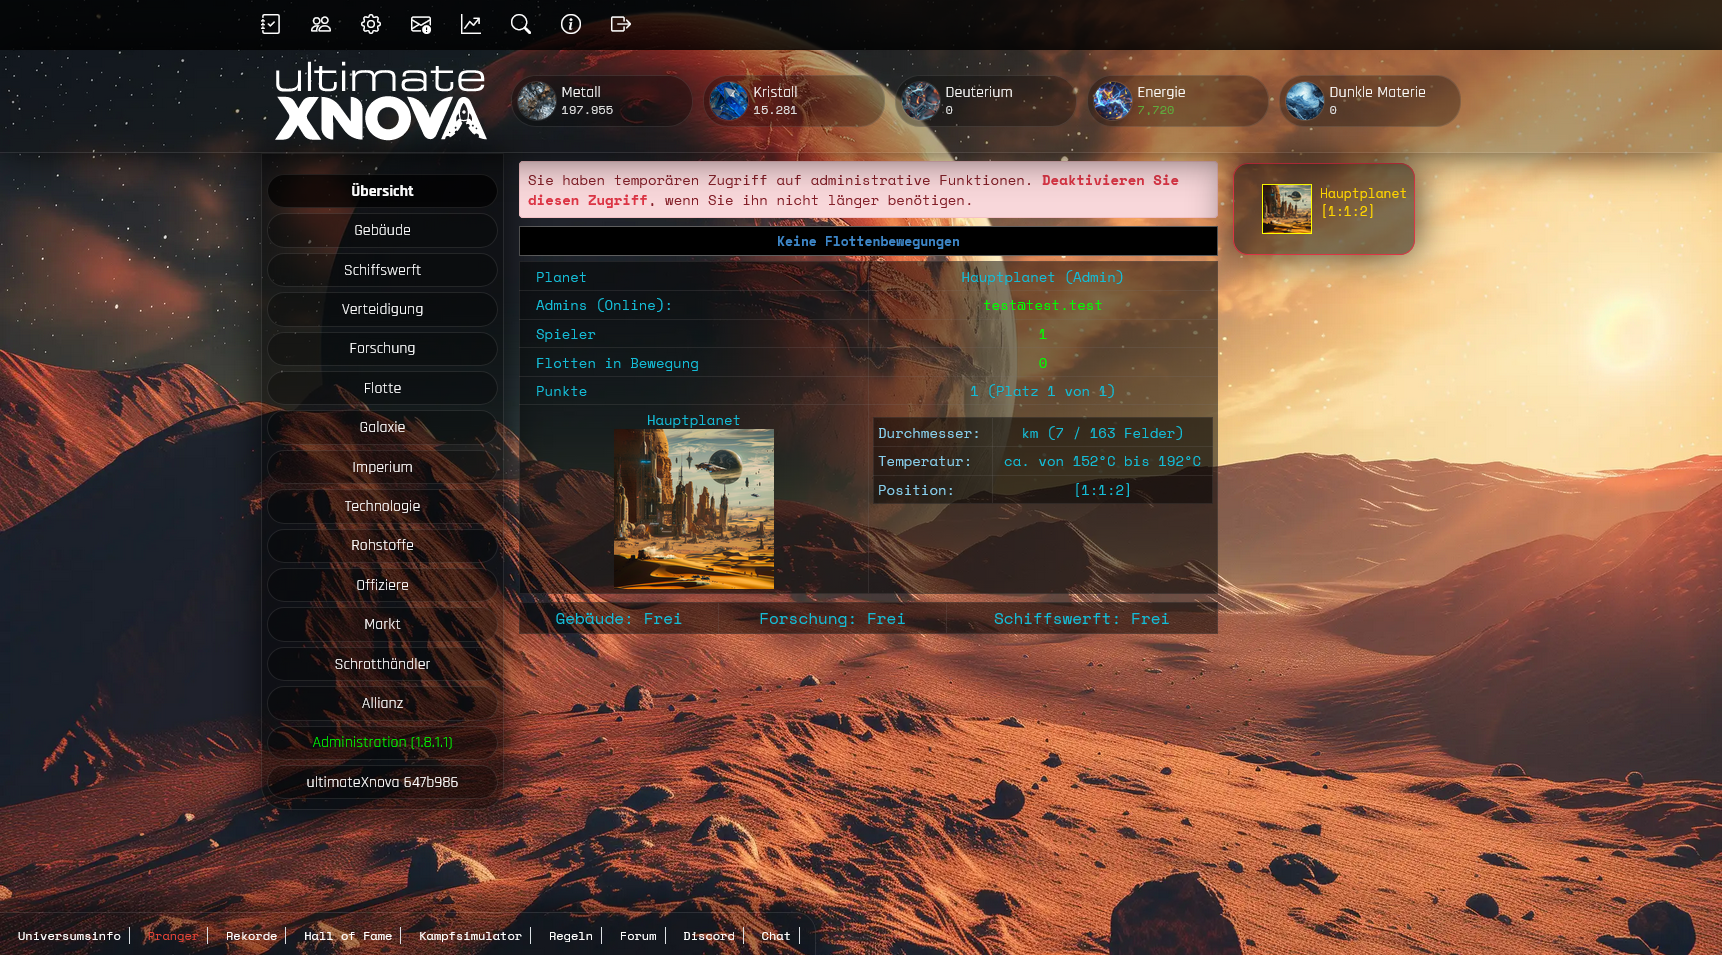 ultimate
XNOVA
Metall
197.955
Kristall
15.281
Deuterium
0
Energie
7,720
Dunkle Materie
0
Übersicht
Gebäude
Schiffswerft
Verteidigung
Forschung
Flotte
Galaxie
Imperium
Technologie
Rohstoffe
Offiziere
Markt
Schrotthändler
Allianz
Administration (1.8.1.1)
ultimateXnova 647b986
Sie haben temporären Zugriff auf administrative Funktionen. Deaktivieren Sie
diesen Zugriff, wenn Sie ihn nicht länger benötigen.
Keine Flottenbewegungen
Planet Hauptplanet (Admin)
Admins (Online): test@test.test
Spieler 1
Flotten in Bewegung 0
Punkte 1 (Platz 1 von 1)
Hauptplanet
Durchmesser: km (7 / 163 Felder)
Temperatur: ca. von 152°C bis 192°C
Position: [1:1:2]
Gebäude: Frei Forschung: Frei Schiffswerft: Frei
Hauptplanet
[1:1:2]
Universumsinfo Pranger Rekorde Hall of Fame Kampfsimulator Regeln Forum Discord Chat